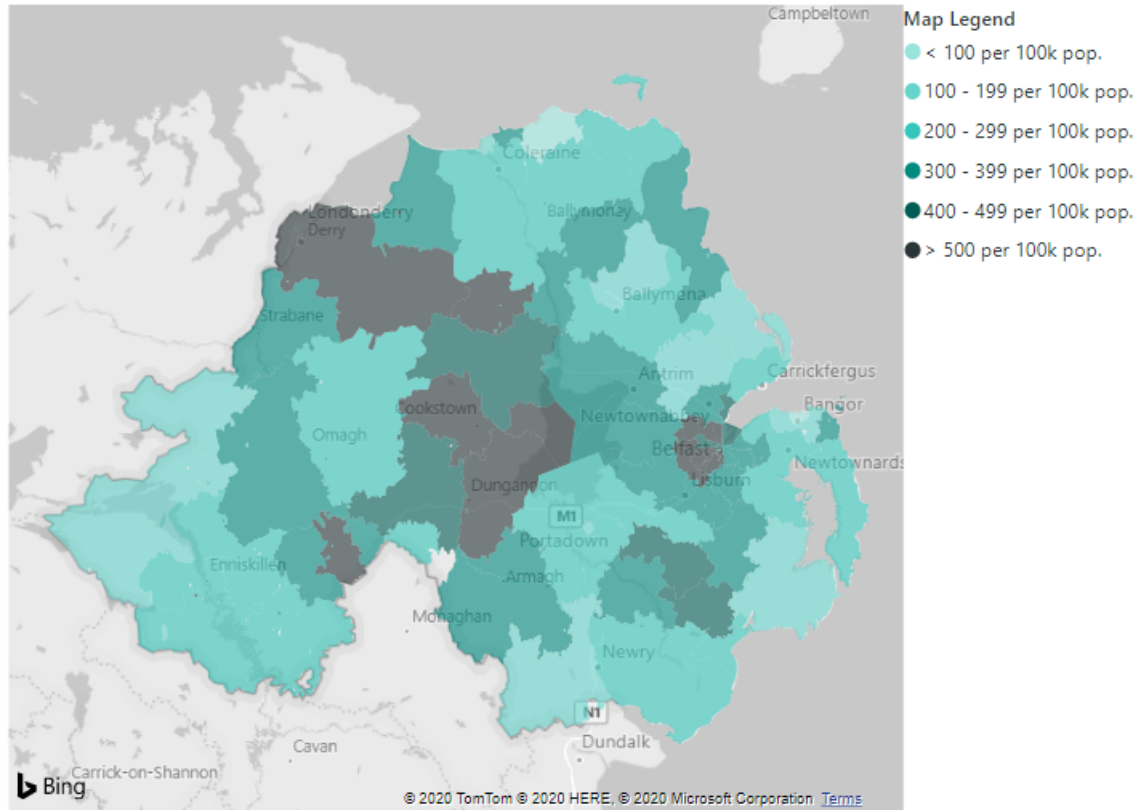 Campbeltown
Map Legend
< 100 per 100k pop.
100 - 199 per 100k pop.
200 - 299 per 100k pop.
300 - 399 per 100k pop.
400 - 499 per 100k pop.
> 500 per 100k pop.
Coleraine
Londonderry
Derry
Ballymoney
Ballymena
Strabane
Antrim
Carrickfergus
Cookstown
Bangor
Newtownabbey
Omagh
Belfast
Newtownards
Lisburn
Dungannon
M1
Portadown
Enniskillen
Armagh
Monaghan
Newry
N1
Dundalk
Cavan
Carrick-on-Shannon
Bing
© 2020 TomTom © 2020 HERE, © 2020 Microsoft Corporation Terms